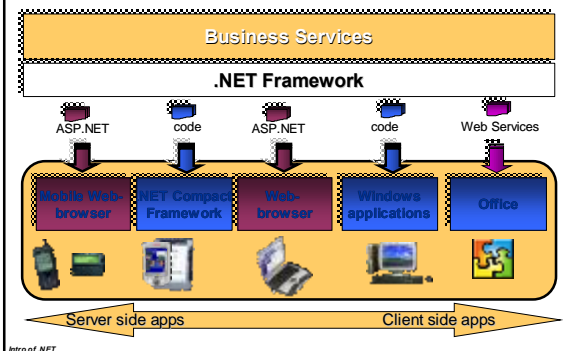 Business Services
.NET Framework
ASP.NET code ASP.NET code Web Services
Mobile Web- .NET Compact Web- Windows Office
browser Framework browser applications
Server side apps Client side apps
Intro of .NET